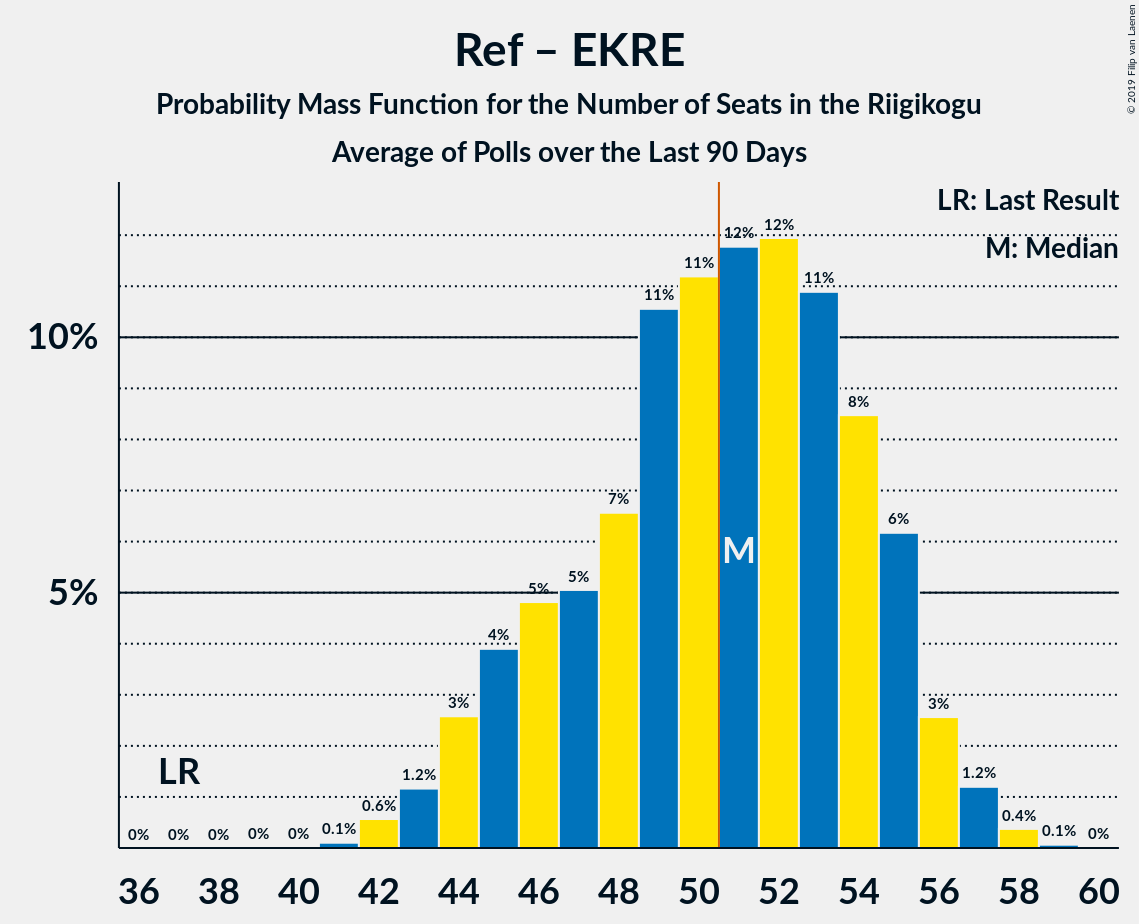 Ref – EKRE
Probability Mass Function for the Number of Seats in the Riigikogu
Average of Polls over the Last 90 Days
© 2019 Filip van Laenen
LR: Last Result
M: Median
10%
5%
0% 0% 0% 0% 0% 0.1% 0.6% 1.2% 3% 4% 5% 5% 7% 11% 11% 12% 12% 11% 8% 6% 3% 1.2% 0.4% 0.1% 0%
LR
M
36 38 40 42 44 46 48 50 52 54 56 58 60